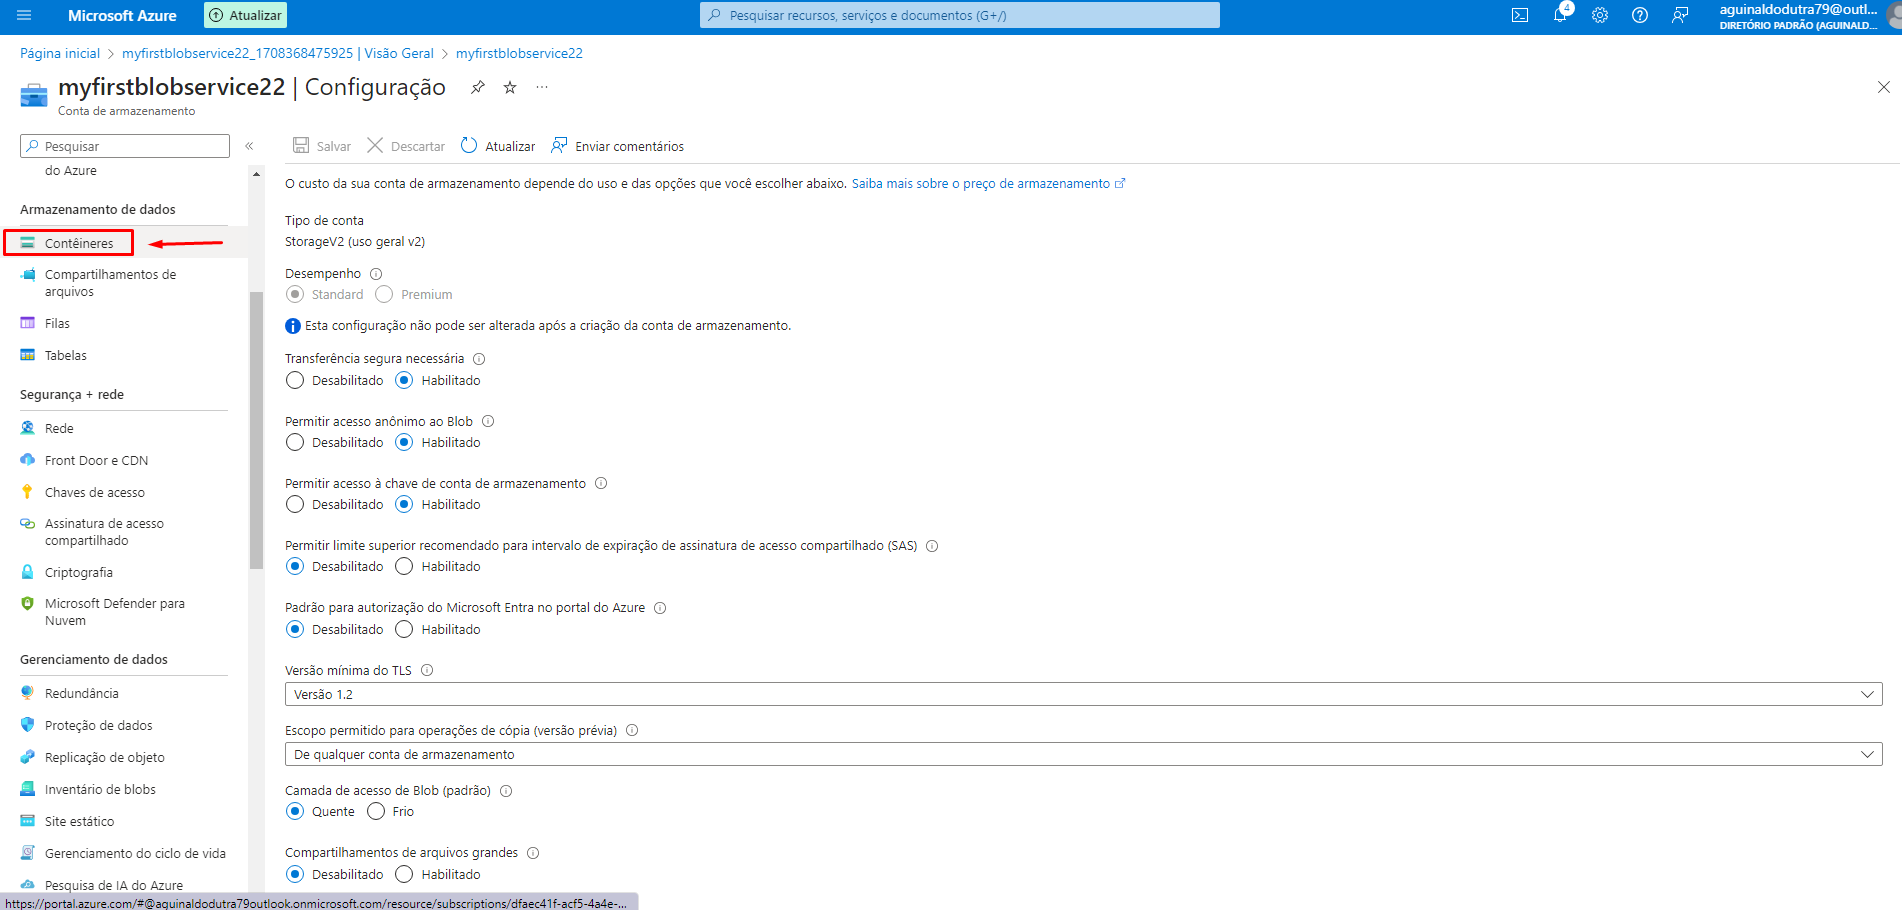 Microsoft Azure
Atualizar
Pesquisar recursos, serviços e documentos (G+/)
4
aguinaldodutra79@outl...
DIRETÓRIO PADRÃO (AGUINALD...
Página inicial > myfirstblobservice22_1708368475925 | Visão Geral > myfirstblobservice22
myfirstblobservice22 | Configuração
Conta de armazenamento
Pesquisar
«
do Azure
Armazenamento de dados
Contêineres
Compartilhamentos de
arquivos
Filas
Tabelas
Segurança + rede
Rede
Front Door e CDN
Chaves de acesso
Assinatura de acesso
compartilhado
Criptografia
Microsoft Defender para
Nuvem
Gerenciamento de dados
Redundância
Proteção de dados
Replicação de objeto
Inventário de blobs
Site estático
Gerenciamento do ciclo de vida
Pesquisa de IA do Azure
Salvar Descartar Atualizar Enviar comentários
O custo da sua conta de armazenamento depende do uso e das opções que você escolher abaixo. Saiba mais sobre o preço de armazenamento
Tipo de conta
StorageV2 (uso geral v2)
Desempenho
Standard Premium
Esta configuração não pode ser alterada após a criação da conta de armazenamento.
Transferência segura necessária
Desabilitado Habilitado
Permitir acesso anônimo ao Blob
Desabilitado Habilitado
Permitir acesso à chave de conta de armazenamento
Desabilitado Habilitado
Permitir limite superior recomendado para intervalo de expiração de assinatura de acesso compartilhado (SAS)
Desabilitado Habilitado
Padrão para autorização do Microsoft Entra no portal do Azure
Desabilitado Habilitado
Versão mínima do TLS
Versão 1.2
Escopo permitido para operações de cópia (versão prévia)
De qualquer conta de armazenamento
Camada de acesso de Blob (padrão)
Quente Frio
Compartilhamentos de arquivos grandes
Desabilitado Habilitado
https://portal.azure.com/#@aguinaldodutra79outlook.onmicrosoft.com/resource/subscriptions/dfaec41f-acf5-4a4e-...